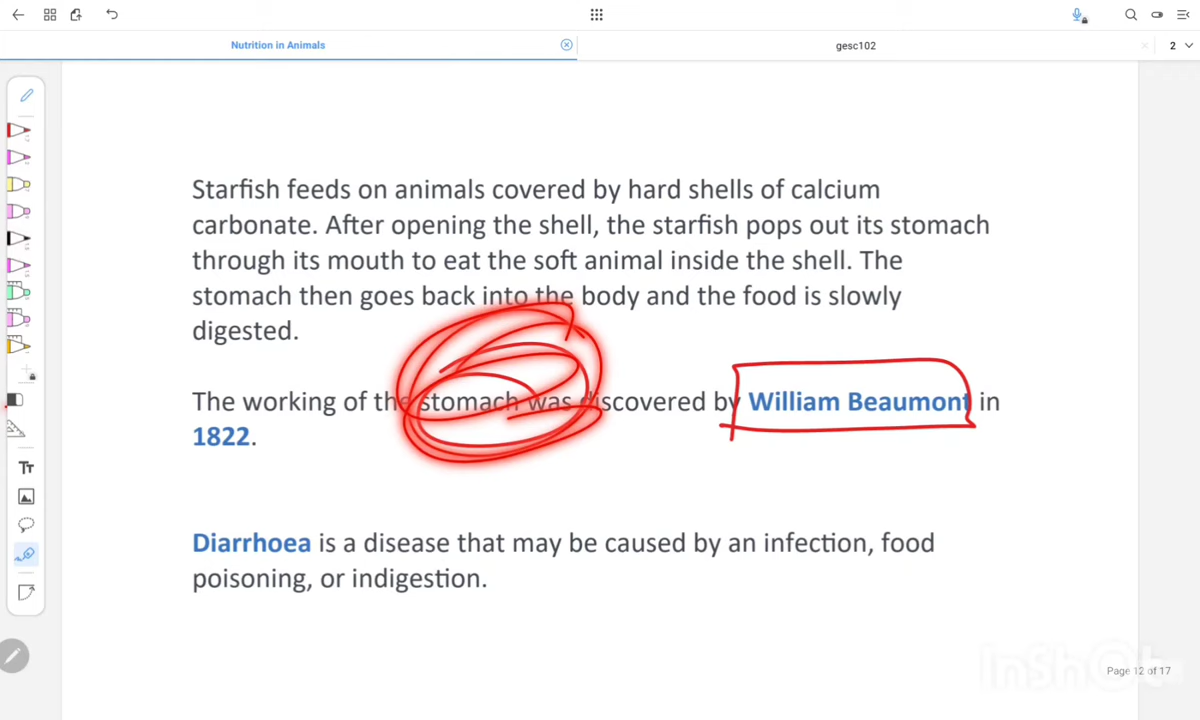 Nutrition in Animals
gesc102
2
Starfish feeds on animals covered by hard shells of calcium
carbonate. After opening the shell, the starfish pops out its stomach
through its mouth to eat the soft animal inside the shell. The
stomach then goes back into the body and the food is slowly
digested.
The working of the stomach was discovered by William Beaumont in
1822.
Diarrhoea is a disease that may be caused by an infection, food
poisoning, or indigestion.
Tт
InShot
Page 12 of 17